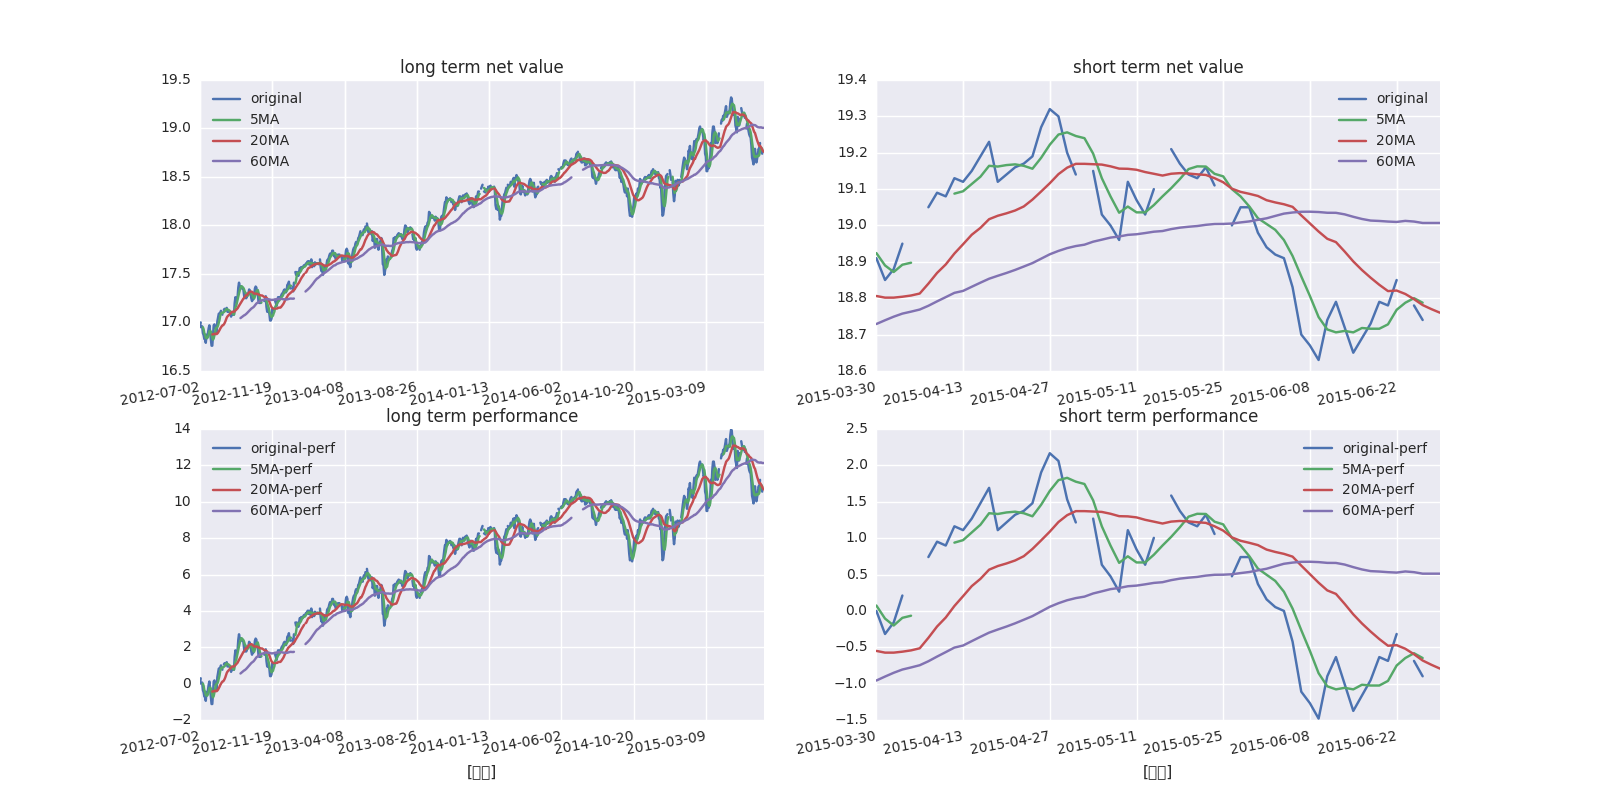 long term net value
19.5
19.0
18.5
18.0
17.5
17.0
16.5
original
5MA
20MA
60MA
2012-07-02 2012-11-19 2013-04-08 2013-08-26 2014-01-13 2014-06-02 2014-10-20 2015-03-09
short term net value
19.4
19.3
19.2
19.1
19.0
18.9
18.8
18.7
18.6
original
5MA
20MA
60MA
2015-03-30 2015-04-13 2015-04-27 2015-05-11 2015-05-25 2015-06-08 2015-06-22
long term performance
14
12
10
8
6
4
2
0
−2
original-perf
5MA-perf
20MA-perf
60MA-perf
2012-07-02 2012-11-19 2013-04-08 2013-08-26 2014-01-13 2014-06-02 2014-10-20 2015-03-09
short term performance
2.5
2.0
1.5
1.0
0.5
0.0
−0.5
−1.0
−1.5
original-perf
5MA-perf
20MA-perf
60MA-perf
2015-03-30 2015-04-13 2015-04-27 2015-05-11 2015-05-25 2015-06-08 2015-06-22